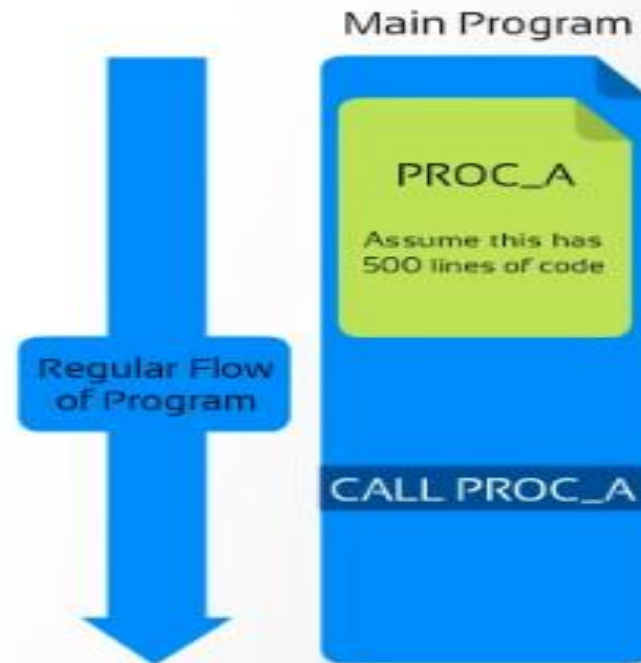 Main Program
PROC_A
Assume this has
500 lines of code
Regular Flow
of Program
CALL PROC_A